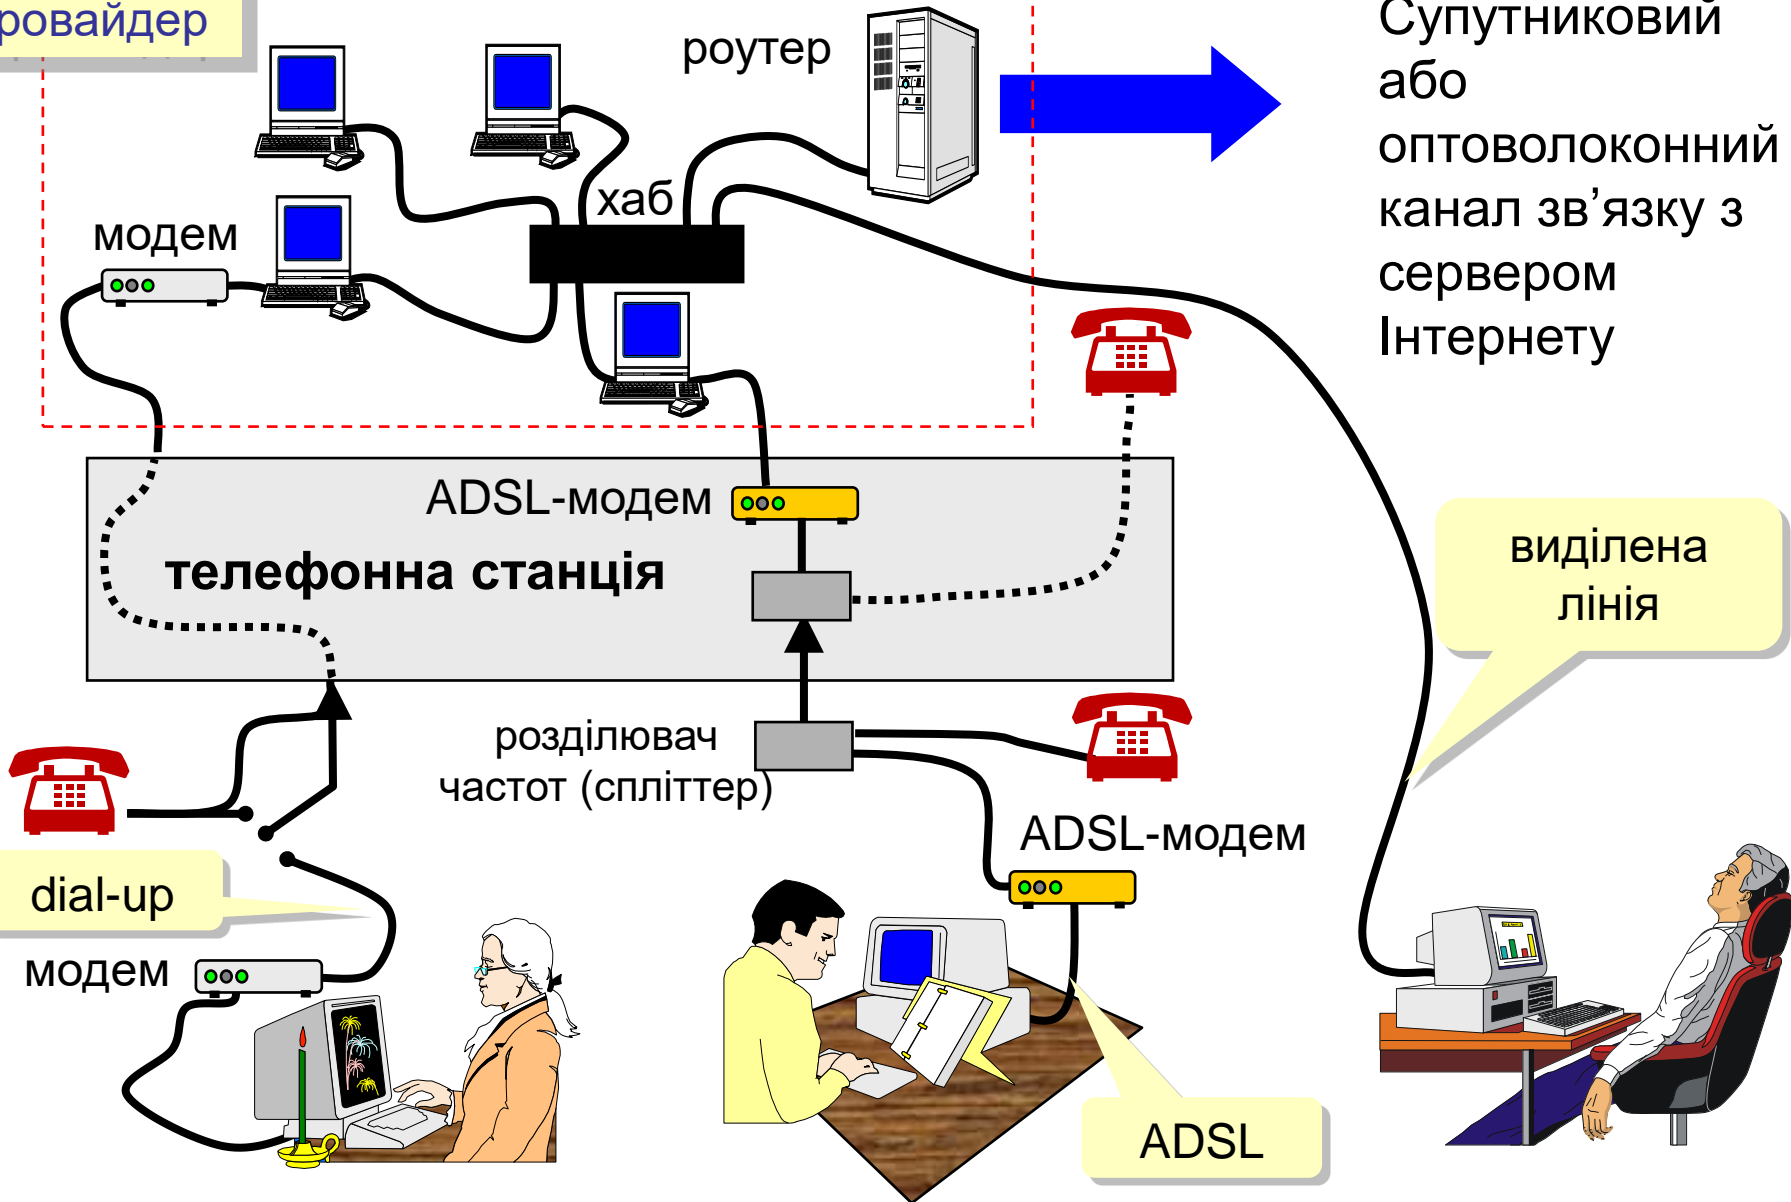 ровайдер
роутер
Супутниковий
або
оптоволоконний
канал зв’язку з
сервером
Інтернету
хаб
модем
ADSL-модем
телефонна станція
виділена
лінія
розділювач
частот (спліттер)
ADSL-модем
dial-up
модем
ADSL